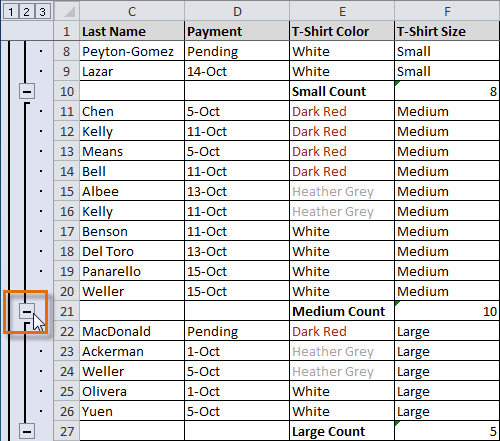 1 2 3 C D E F
1 Last Name Payment T-Shirt Color T-Shirt Size
8 Peyton-Gomez Pending White Small
9 Lazar 14-Oct White Small
10 Small Count 8
11 Chen 5-Oct Dark Red Medium
12 Kelly 11-Oct Dark Red Medium
13 Means 5-Oct Dark Red Medium
14 Bell 11-Oct Dark Red Medium
15 Albee 13-Oct Heather Grey Medium
16 Kelly 11-Oct Heather Grey Medium
17 Benson 11-Oct White Medium
18 Del Toro 13-Oct White Medium
19 Panarello 15-Oct White Medium
20 Weller 15-Oct White Medium
21 Medium Count 10
22 MacDonald Pending Dark Red Large
23 Ackerman 1-Oct Heather Grey Large
24 Weller 5-Oct Heather Grey Large
25 Olivera 1-Oct White Large
26 Yuen 5-Oct White Large
27 Large Count 5